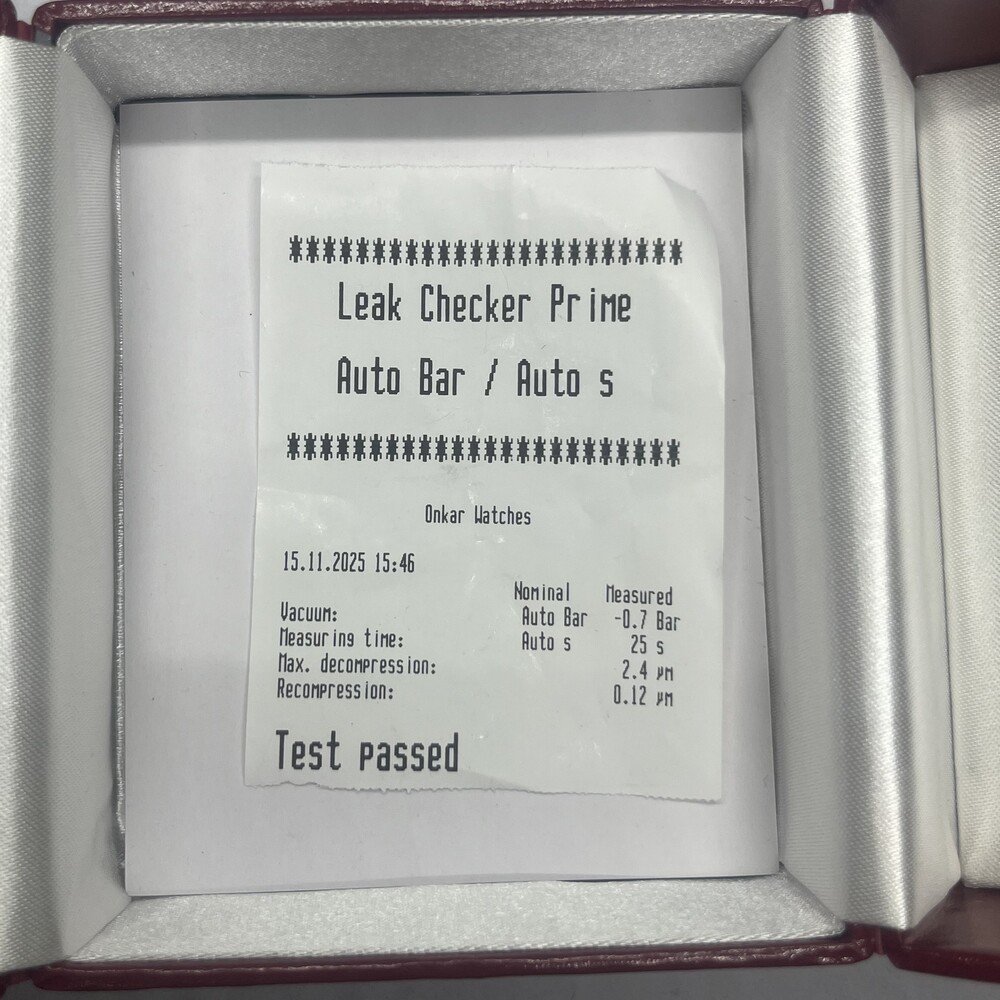 ************************
Leak Checker Prime
Auto Bar / Auto s
************************
Onkar Watches
15.11.2025 15:46
Nominal Measured
Vacuum: Auto Bar -0.7 Bar
Measuring time: Auto s 25 s
Max. decompression: 2.4 µm
Recompression: 0.12 µm
Test passed